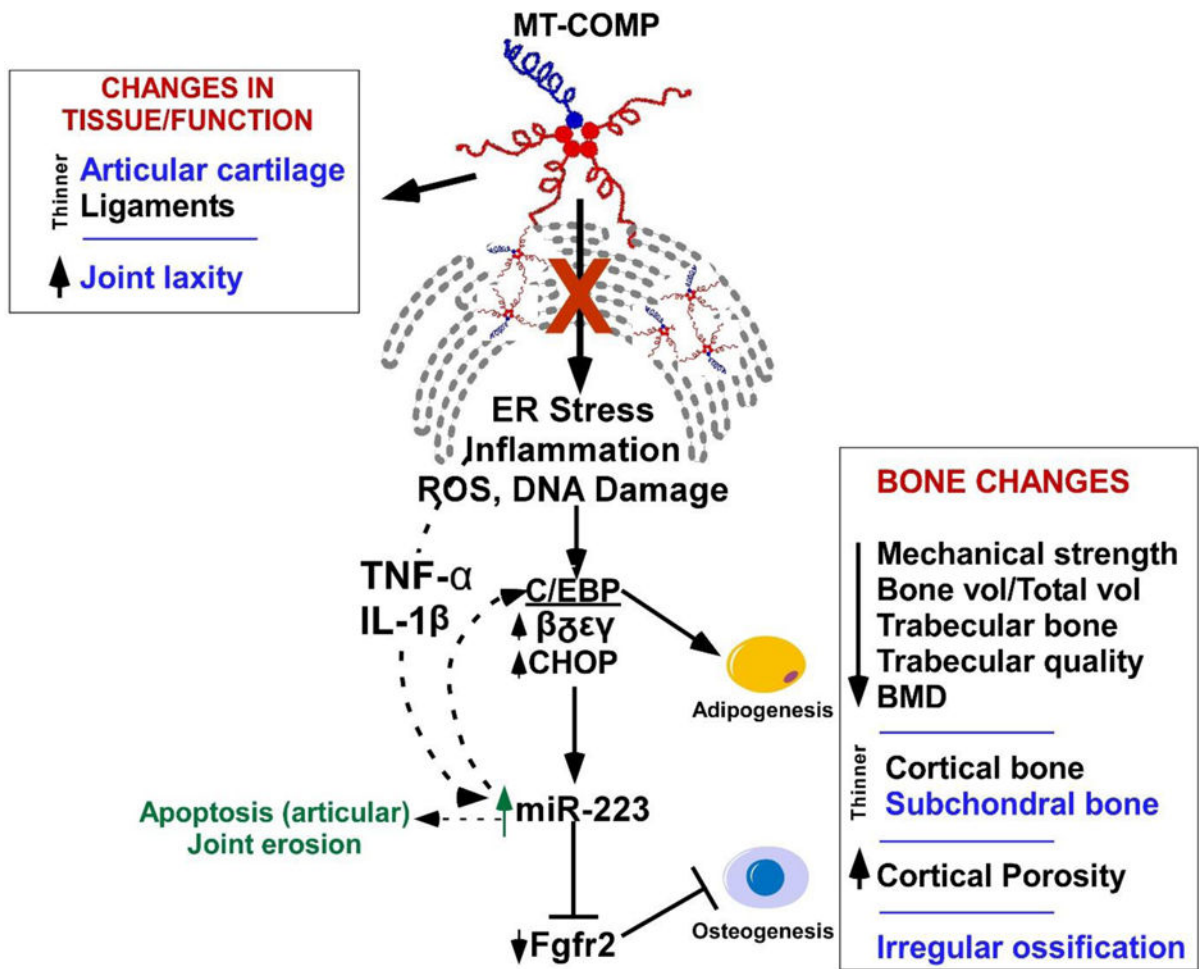 MT-COMP
CHANGES IN
TISSUE/FUNCTION
Thinner
Articular cartilage
Ligaments
Joint laxity
X
ER Stress
Inflammation
ROS, DNA Damage
TNF-α
IL-1β
C/EBP
βδεγ
CHOP
Adipogenesis
miR-223
Apoptosis (articular)
Joint erosion
Fgfr2
Osteogenesis
BONE CHANGES
Mechanical strength
Bone vol/Total vol
Trabecular bone
Trabecular quality
BMD
Thinner
Cortical bone
Subchondral bone
Cortical Porosity
Irregular ossification